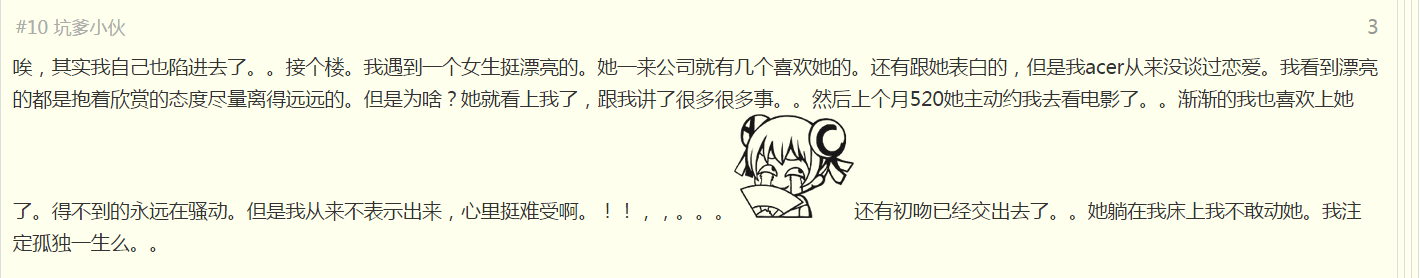 #10 坑爹小伙
3
唉，其实我自己也陷进去了。。接个楼。我遇到一个女生挺漂亮的。她一来公司就有几个喜欢她的。还有跟她表白的，但是我acer从来没谈过恋爱。我看到漂亮
的都是抱着欣赏的态度尽量离得远远的。但是为啥？她就看上我了，跟我讲了很多很多事。。然后上个月520她主动约我去看电影了。。渐渐的我也喜欢上她
了。得不到的永远在骚动。但是我从来不表示出来，心里挺难受啊。！！，，。。。 还有初吻已经交出去了。。她躺在我床上我不敢动她。我注
定孤独一生么。。